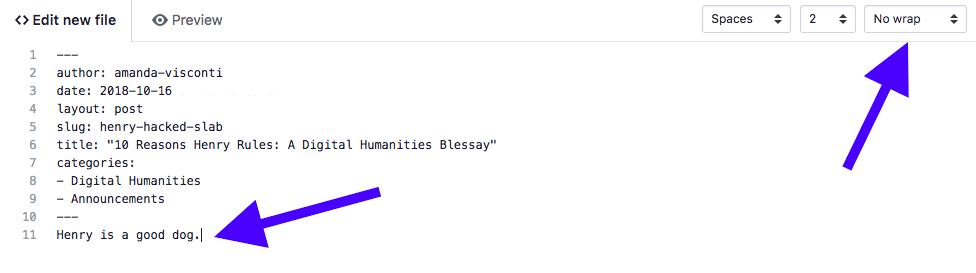 <> Edit new file Preview Spaces 2 No wrap
1 ---
2 author: amanda-visconti
3 date: 2018-10-16
4 layout: post
5 slug: henry-hacked-slab
6 title: "10 Reasons Henry Rules: A Digital Humanities Blessay"
7 categories:
8 - Digital Humanities
9 - Announcements
10 ---
11 Henry is a good dog.